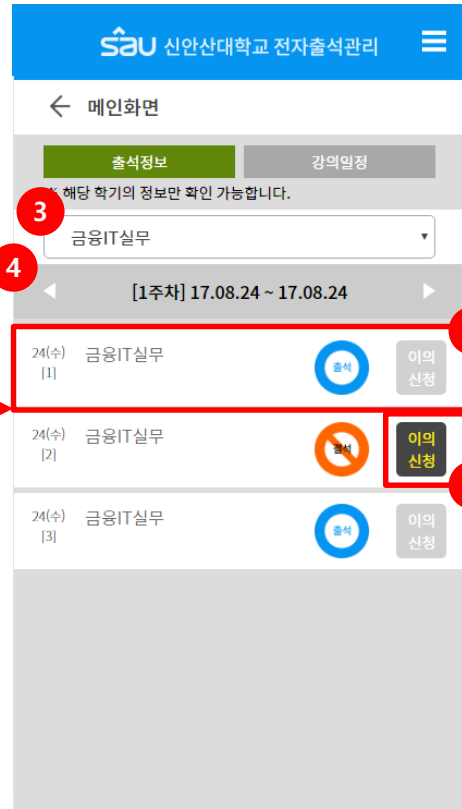 sau 신안산대학교 전자출석관리
메인화면
출석정보 강의일정
※ 해당 학기의 정보만 확인 가능합니다.
3
금융IT실무
4
[1주차] 17.08.24 ~ 17.08.24
24(수) 금융IT실무 출석 이의
[1] 신청
24(수) 금융IT실무 결석 이의
[2] 신청
24(수) 금융IT실무 출석 이의
[3] 신청